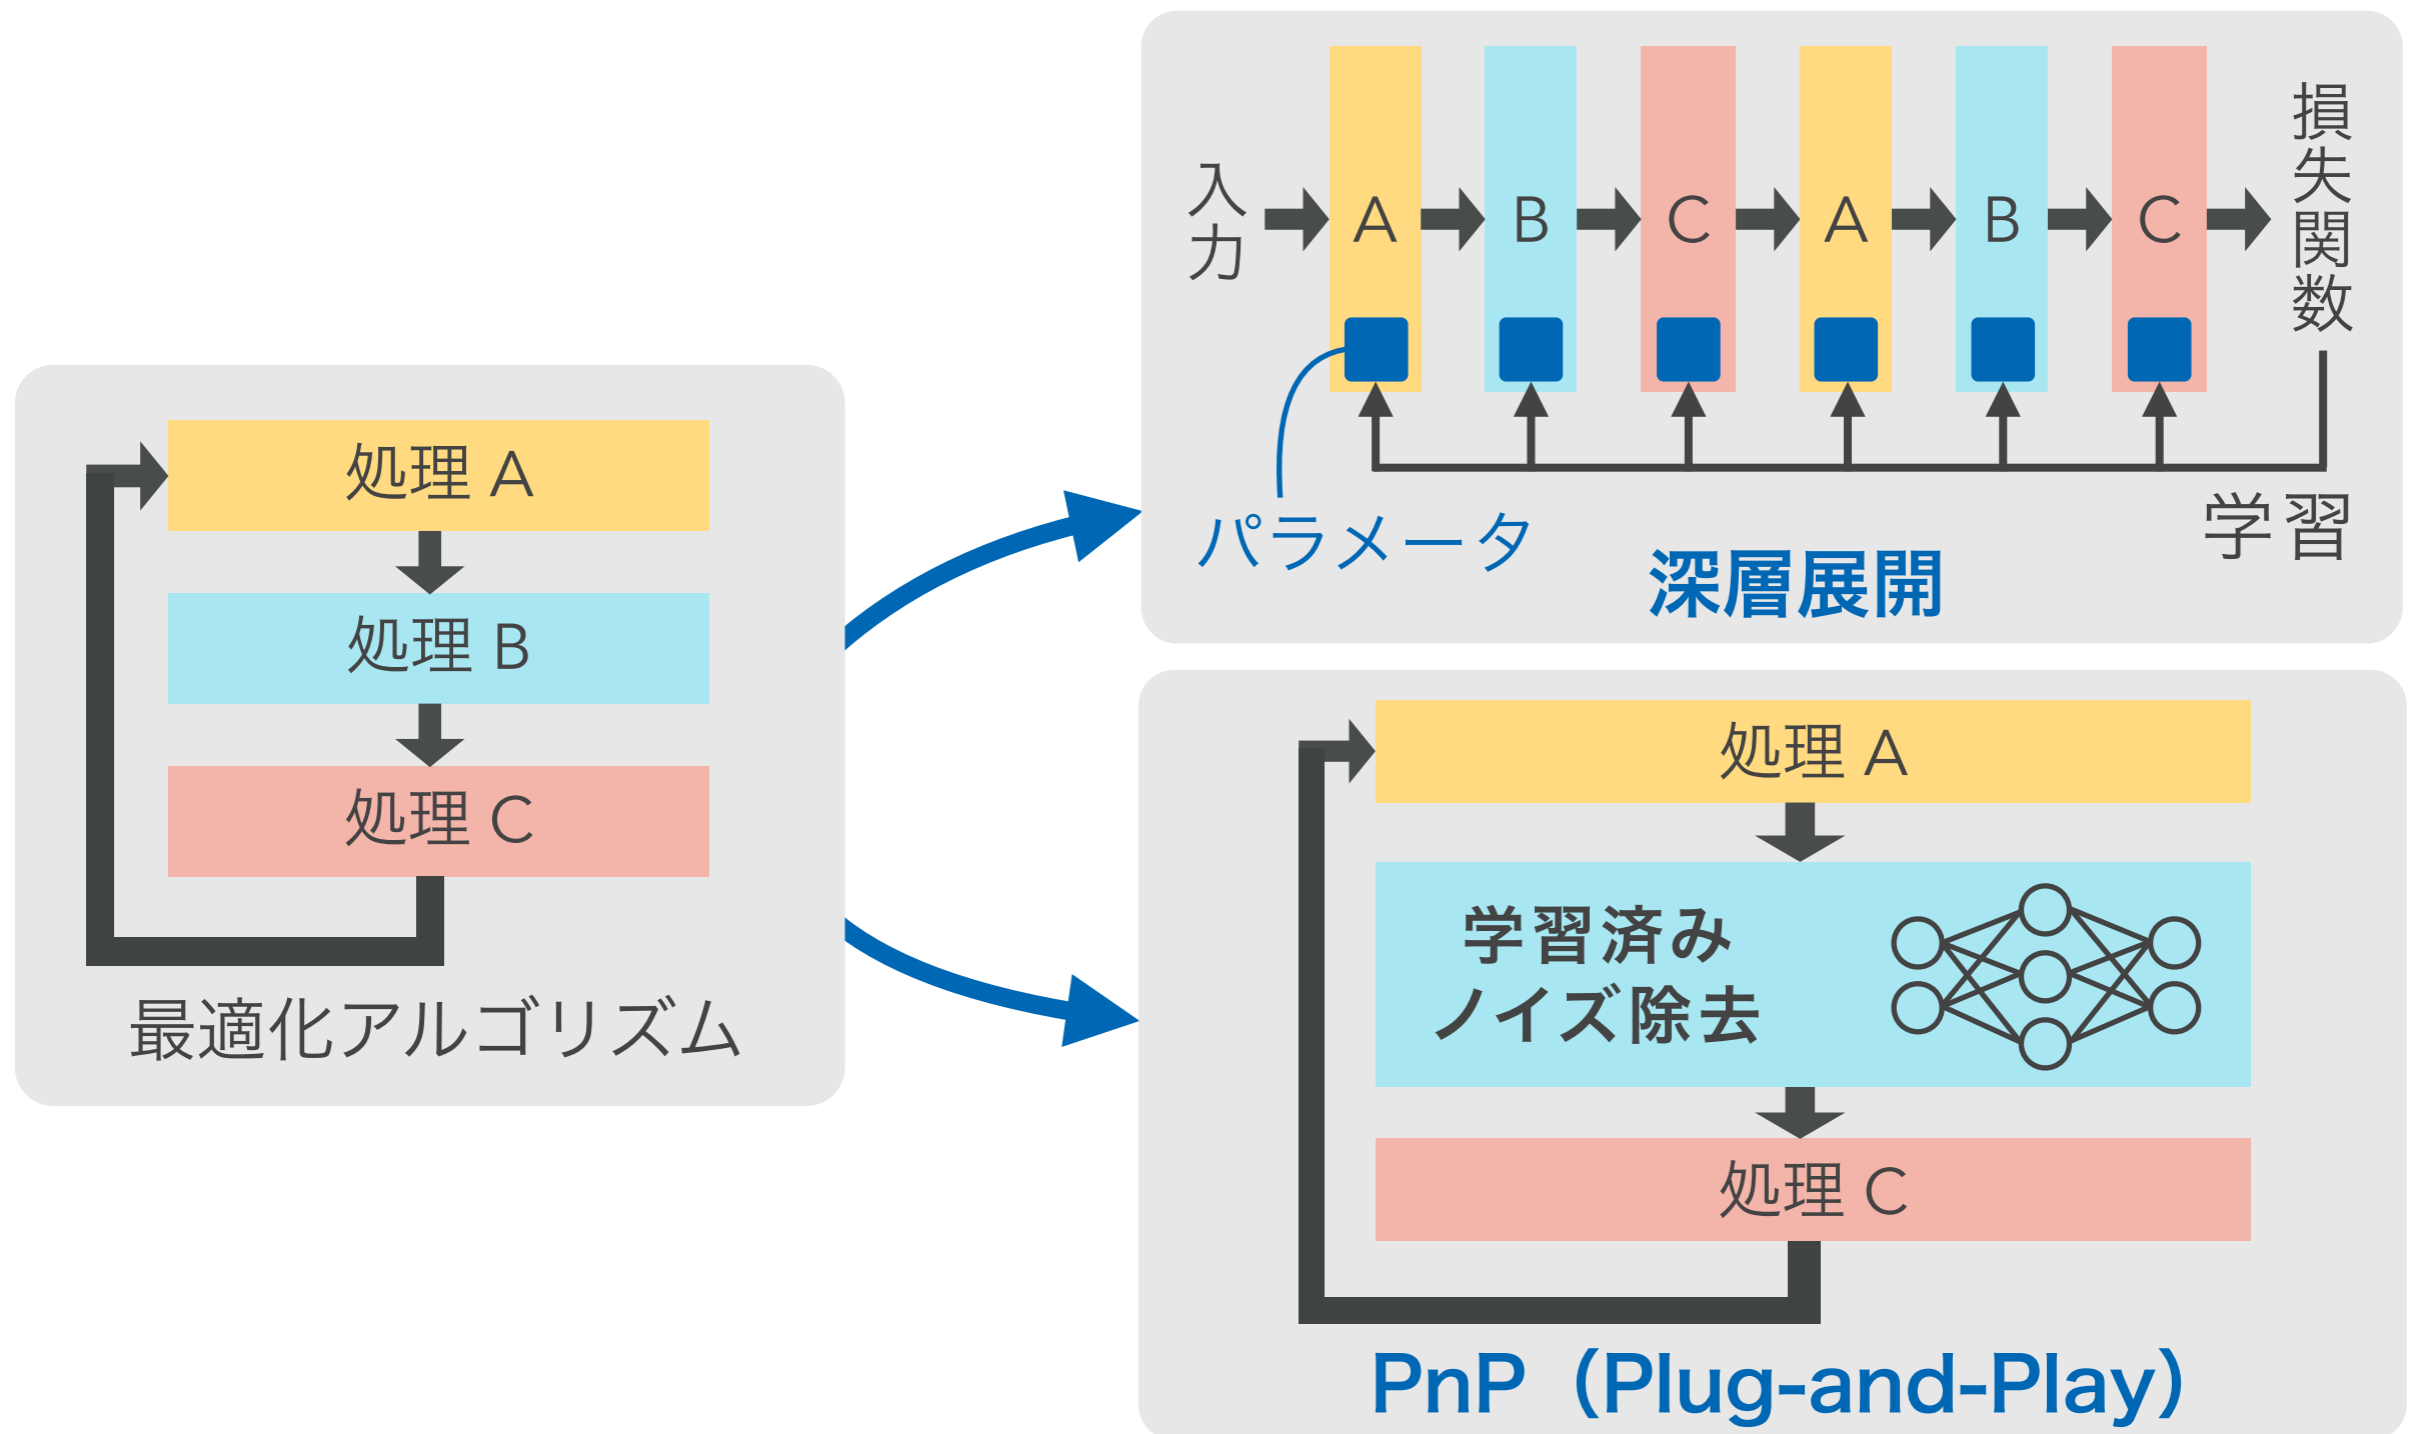 処理 A
処理 B
処理 C
最適化アルゴリズム
入力
A
B
C
A
B
C
損失関数
パラメータ
学習
深層展開
処理 A
学習済み
ノイズ除去
処理 C
PnP（Plug-and-Play）